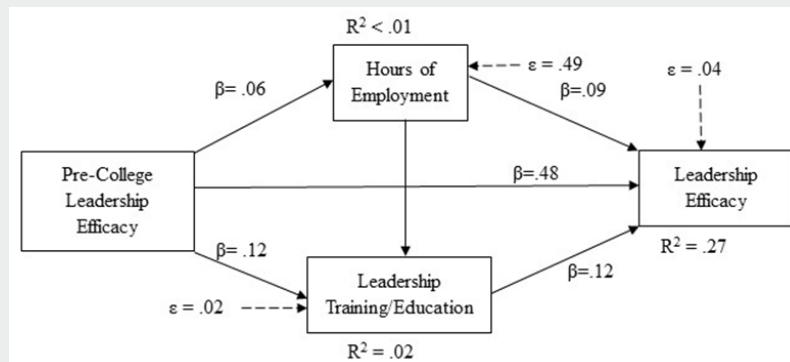 R² < .01
Hours of
Employment
ε = .49
ε = .04
β= .06
β=.09
Pre-College
Leadership
Efficacy
β=.48
Leadership
Efficacy
β= .12
R² = .27
Leadership
Training/Education
β=.12
ε = .02
R² = .02